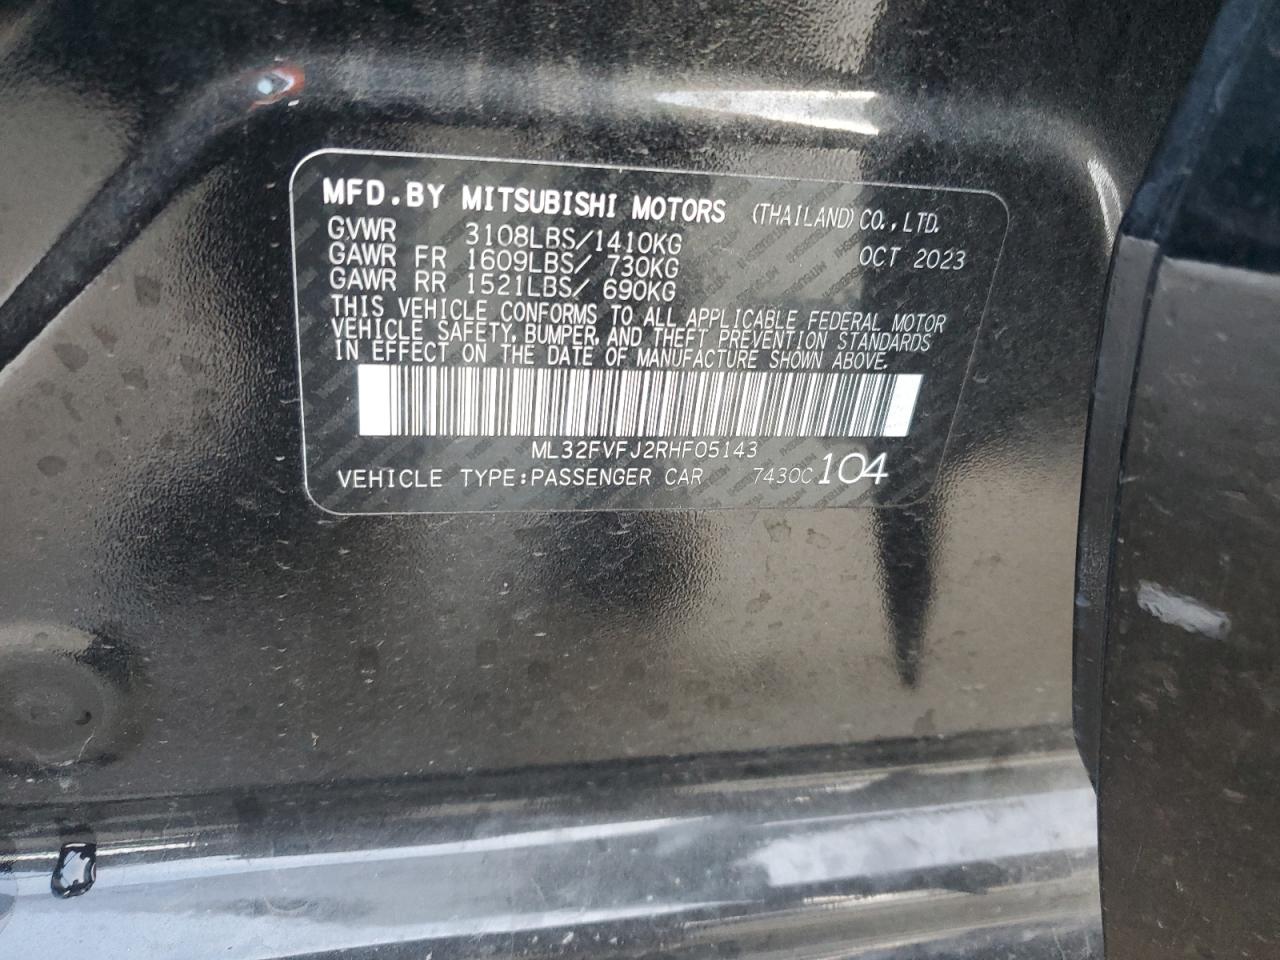 MFD.BY MITSUBISHI MOTORS (THAILAND) CO.,LTD.
GVWR 3108LBS/1410KG OCT 2023
GAWR FR 1609LBS/ 730KG
GAWR RR 1521LBS/ 690KG
THIS VEHICLE CONFORMS TO ALL APPLICABLE FEDERAL MOTOR
VEHICLE SAFETY, BUMPER, AND THEFT PREVENTION STANDARDS
IN EFFECT ON THE DATE OF MANUFACTURE SHOWN ABOVE.
ML32FVFJ2RHF05143
VEHICLE TYPE:PASSENGER CAR 7430C104